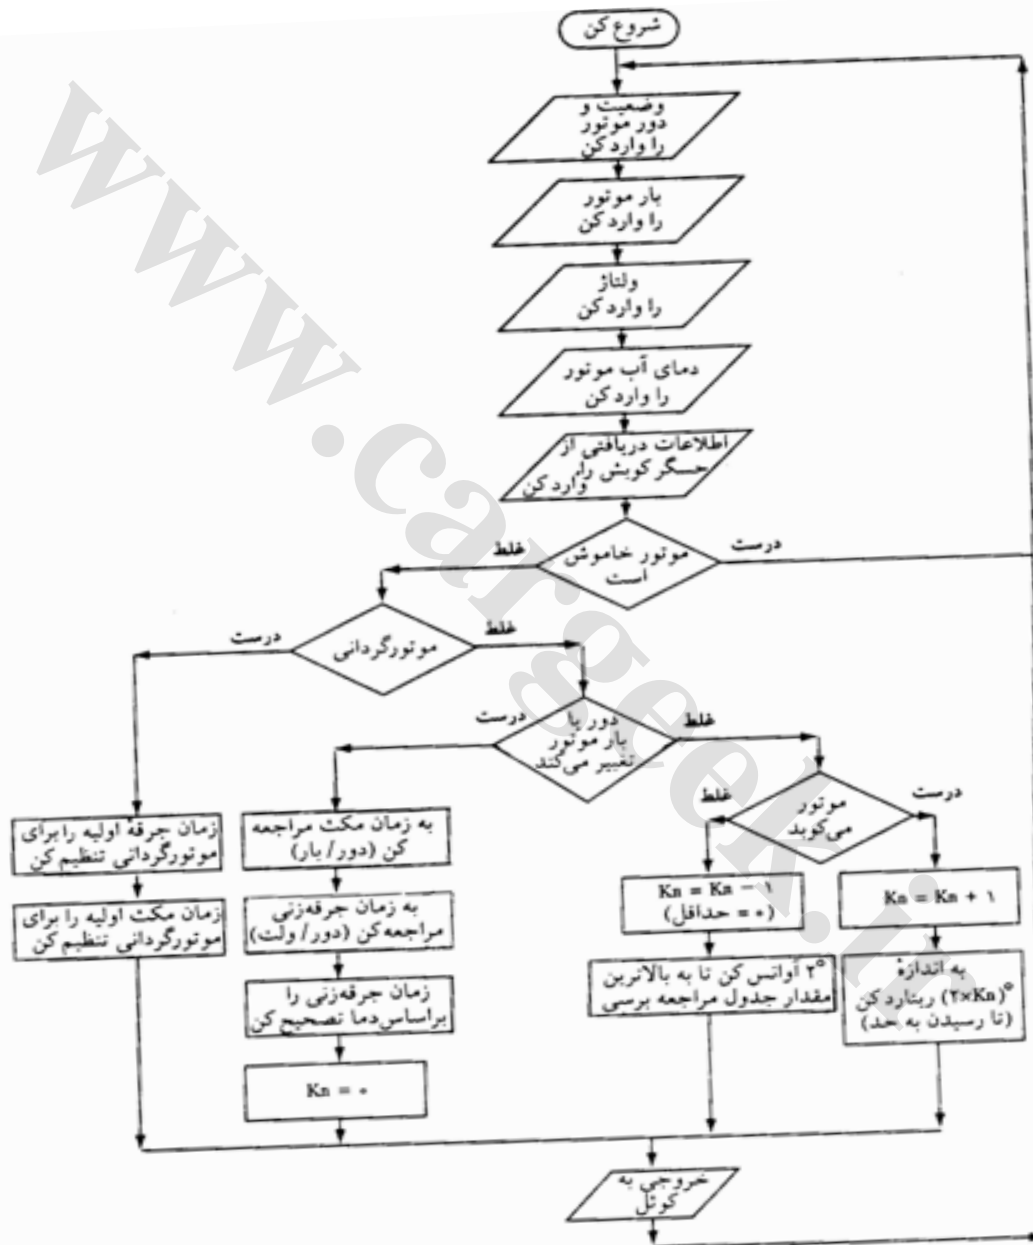 شروع کن
وضعیت و
دور موتور
را وارد کن
بار موتور
را وارد کن
ولتاژ
را وارد کن
دمای آب موتور
را وارد کن
اطلاعات دریافتی از
حسگر کوبش را
وارد کن
موتور خاموش
است
درست
غلط
موتورگردانی
درست
غلط
دور یا
بار موتور
تغییر می‌کند
درست
غلط
موتور
می‌کوبد
غلط
درست
زمان جرقهٔ اولیه را برای
موتورگردانی تنظیم کن
زمان مکث اولیه را برای
موتورگردانی تنظیم کن
به زمان مکث مراجعه
کن (دور/ بار)
به زمان جرقه‌زنی
مراجعه‌کن (دور/ ولت)
زمان جرقه‌زنی را
براساس دما تصحیح کن
Kn = ۰
Kn = Kn − ۱
(۰ = حداقل)
۲° آوانس کن تا به بالاترین
مقدار جدول مراجعه برسی
Kn = Kn + ۱
به اندازهٔ
(۲×Kn)° ریتارد کن
(تا رسیدن به حد)
خروجی به
کوئل
www.cargeek.ir